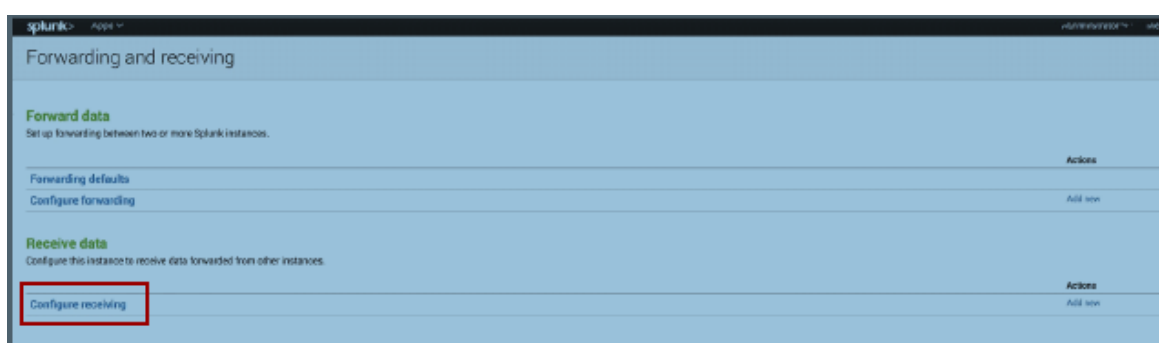 splunk> Apps
Administrator
Forwarding and receiving
Forward data
Set up forwarding between two or more Splunk instances.
Actions
Forwarding defaults
Configure forwarding Add new
Receive data
Configure this instance to receive data forwarded from other instances.
Actions
Configure receiving Add new